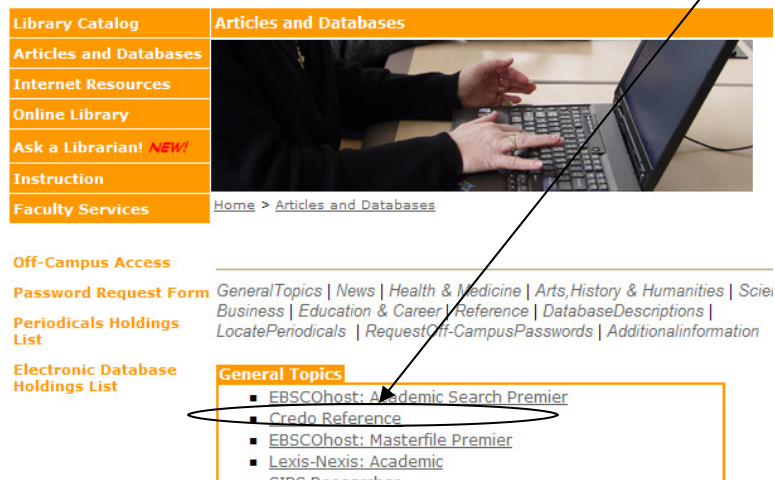 Library Catalog
Articles and Databases
Internet Resources
Online Library
Ask a Librarian! NEW!
Instruction
Faculty Services
Off-Campus Access
Password Request Form
Periodicals Holdings
List
Electronic Database
Holdings List
Articles and Databases
Home > Articles and Databases
GeneralTopics | News | Health & Medicine | Arts,History & Humanities |
Business | Education & Career | Reference | DatabaseDescriptions |
LocatePeriodicals | RequestOff-CampusPasswords | Additionalinformation
General Topics
EBSCOhost: Academic Search Premier
Credo Reference
EBSCOhost: Masterfile Premier
Lexis-Nexis: Academic